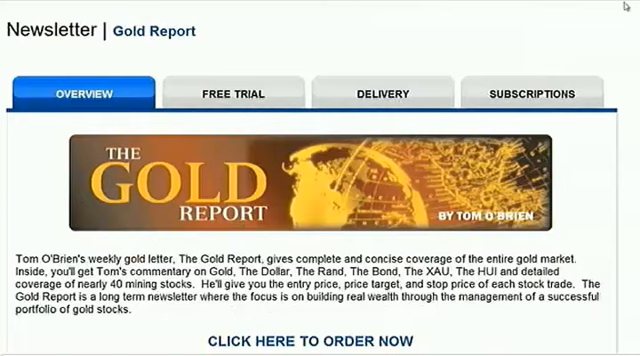 Newsletter | Gold Report
OVERVIEW
FREE TRIAL
DELIVERY
SUBSCRIPTIONS
THE
GOLD
REPORT
BY TOM O'BRIEN
Tom O'Brien's weekly gold letter, The Gold Report, gives complete and concise coverage of the entire gold market.
Inside, you'll get Tom's commentary on Gold, The Dollar, The Rand, The Bond, The XAU, The HUI and detailed
coverage of nearly 40 mining stocks. He'll give you the entry price, price target, and stop price of each stock trade. The
Gold Report is a long term newsletter where the focus is on building real wealth through the management of a successful
portfolio of gold stocks.
CLICK HERE TO ORDER NOW